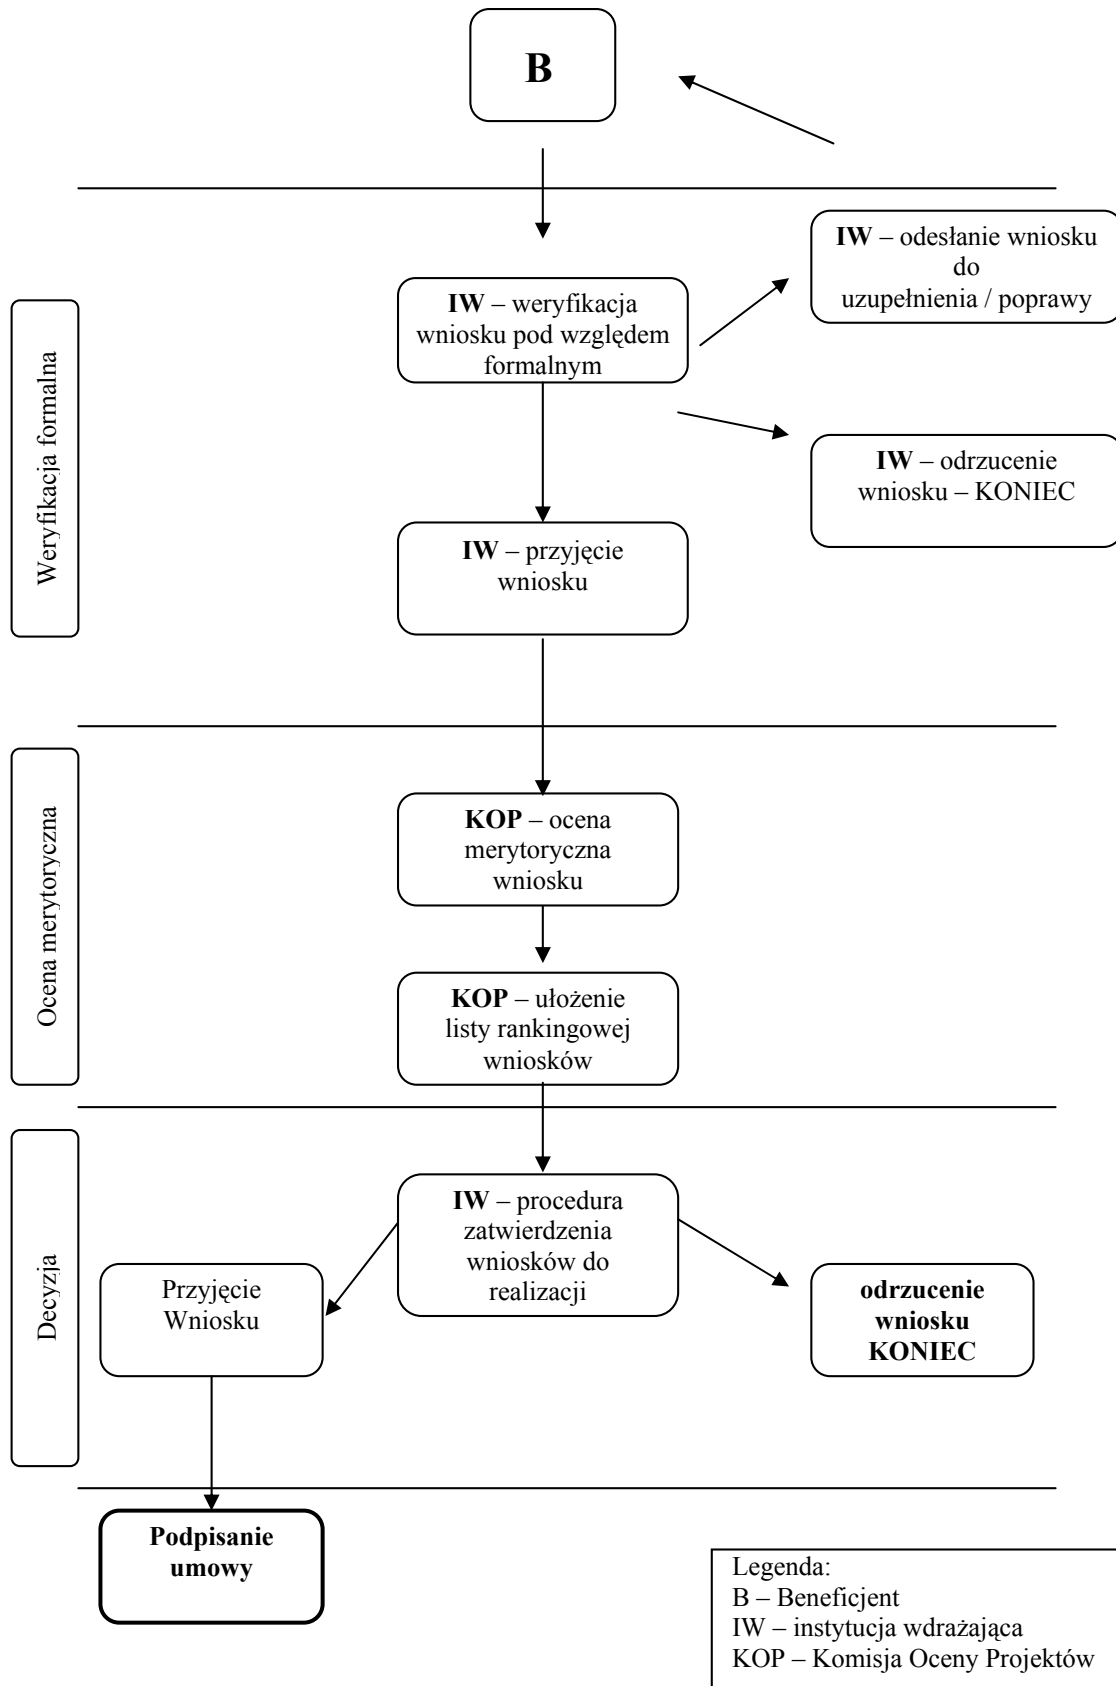 B
IW – odesłanie wniosku
do
uzupełnienia / poprawy
IW – weryfikacja
wniosku pod względem
formalnym
Weryfikacja formalna
IW – odrzucenie
wniosku – KONIEC
IW – przyjęcie
wniosku
Ocena merytoryczna
KOP – ocena
merytoryczna
wniosku
KOP – ułożenie
listy rankingowej
wniosków
Decyzja
IW – procedura
zatwierdzenia
wniosków do
realizacji
Przyjęcie
Wniosku
odrzucenie
wniosku
KONIEC
Podpisanie
umowy
Legenda:
B – Beneficjent
IW – instytucja wdrażająca
KOP – Komisja Oceny Projektów